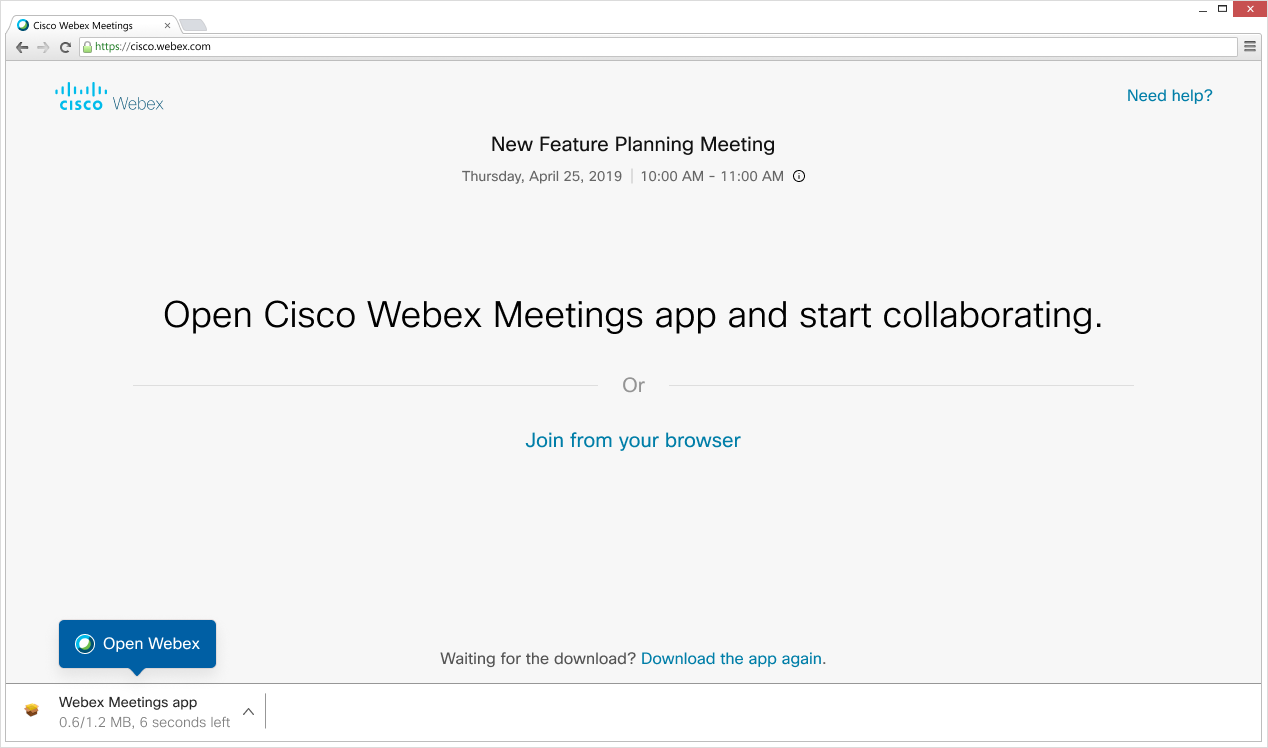 Cisco Webex Meetings
https://cisco.webex.com
cisco Webex
Need help?
New Feature Planning Meeting
Thursday, April 25, 2019 | 10:00 AM - 11:00 AM
Open Cisco Webex Meetings app and start collaborating.
Or
Join from your browser
Open Webex
Waiting for the download? Download the app again.
Webex Meetings app
0.6/1.2 MB, 6 seconds left